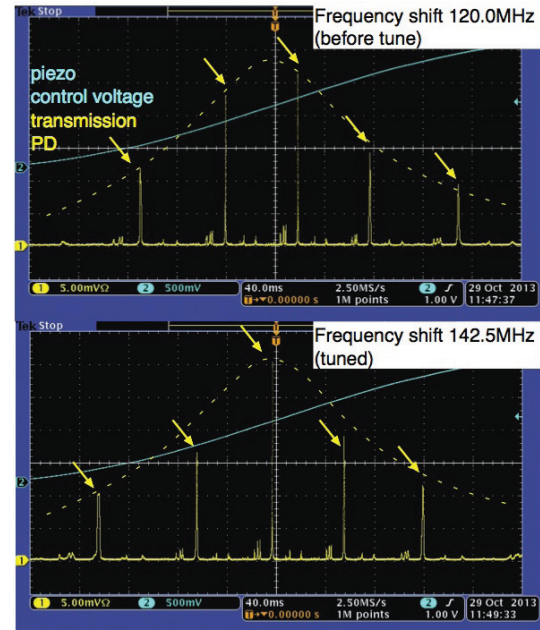 Tek Stop
Frequency shift 120.0MHz
(before tune)
T
piezo
control voltage
transmission
PD
2
1
1 5.00mVΩ 2 500mV 40.0ms 2.50MS/s 2 29 Oct 2013
T→▼0.00000 s 1M points 1.00 V 11:47:37
Tek Stop
Frequency shift 142.5MHz
(tuned)
T
2
1
1 5.00mVΩ 2 500mV 40.0ms 2.50MS/s 2 29 Oct 2013
T→▼0.00000 s 1M points 1.00 V 11:49:33